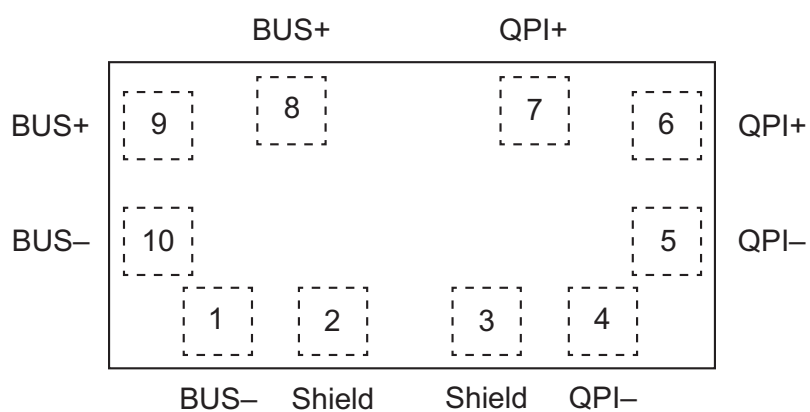 BUS+ QPI+
BUS+ 9 8 7 6 QPI+
BUS– 10 5 QPI–
1 2 3 4
BUS– Shield Shield QPI–